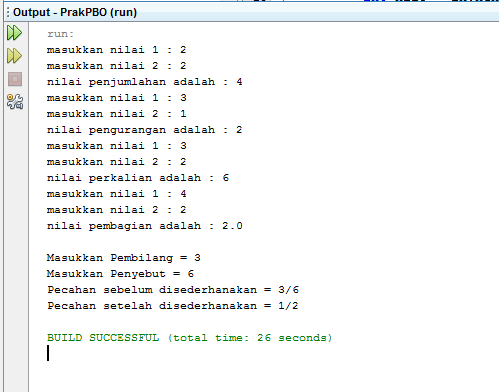 Output - PrakPBO (run)
run:
masukkan nilai 1 : 2
masukkan nilai 2 : 2
nilai penjumlahan adalah : 4
masukkan nilai 1 : 3
masukkan nilai 2 : 1
nilai pengurangan adalah : 2
masukkan nilai 1 : 3
masukkan nilai 2 : 2
nilai perkalian adalah : 6
masukkan nilai 1 : 4
masukkan nilai 2 : 2
nilai pembagian adalah : 2.0
Masukkan Pembilang = 3
Masukkan Penyebut = 6
Pecahan sebelum disederhanakan = 3/6
Pecahan setelah disederhanakan = 1/2
BUILD SUCCESSFUL (total time: 26 seconds)